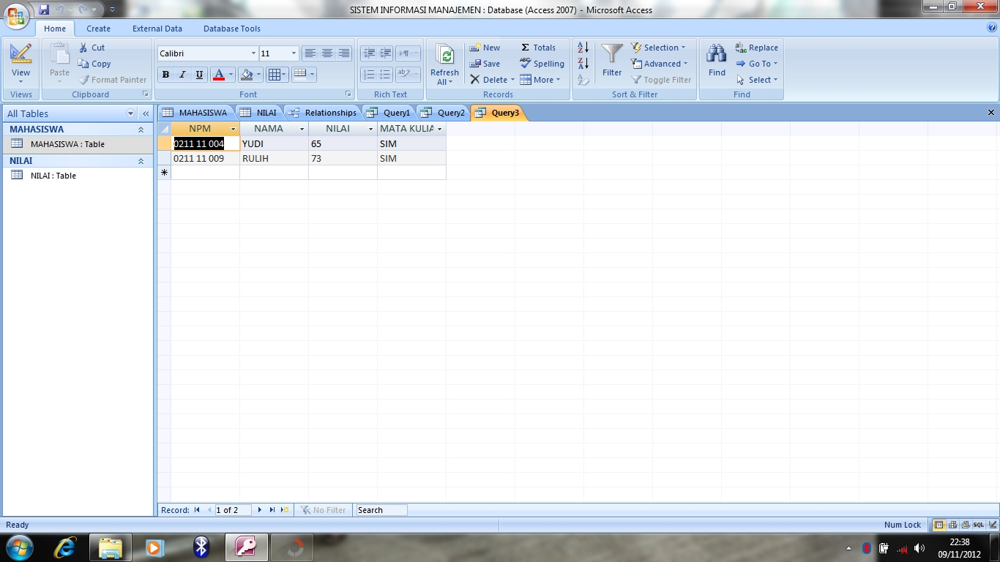 SISTEM INFORMASI MANAJEMEN : Database (Access 2007) - Microsoft Access
Home Create External Data Database Tools
View
Views
Paste
Cut
Copy
Format Painter
Clipboard
Calibri 11
B I U A
Font
Rich Text
Refresh All
New
Save
Delete
Σ Totals
ABC Spelling
More
Records
Filter
Selection
Advanced
Toggle Filter
Sort & Filter
Find
Replace
Go To
Select
Find
All Tables
MAHASISWA
MAHASISWA : Table
NILAI
NILAI : Table
MAHASISWA NILAI Relationships Query1 Query2 Query3
NPM NAMA NILAI MATA KULIA
0211 11 004 YUDI 65 SIM
0211 11 009 RULIH 73 SIM
Record: 1 of 2 No Filter Search
Ready Num Lock SQL
22:38
09/11/2012